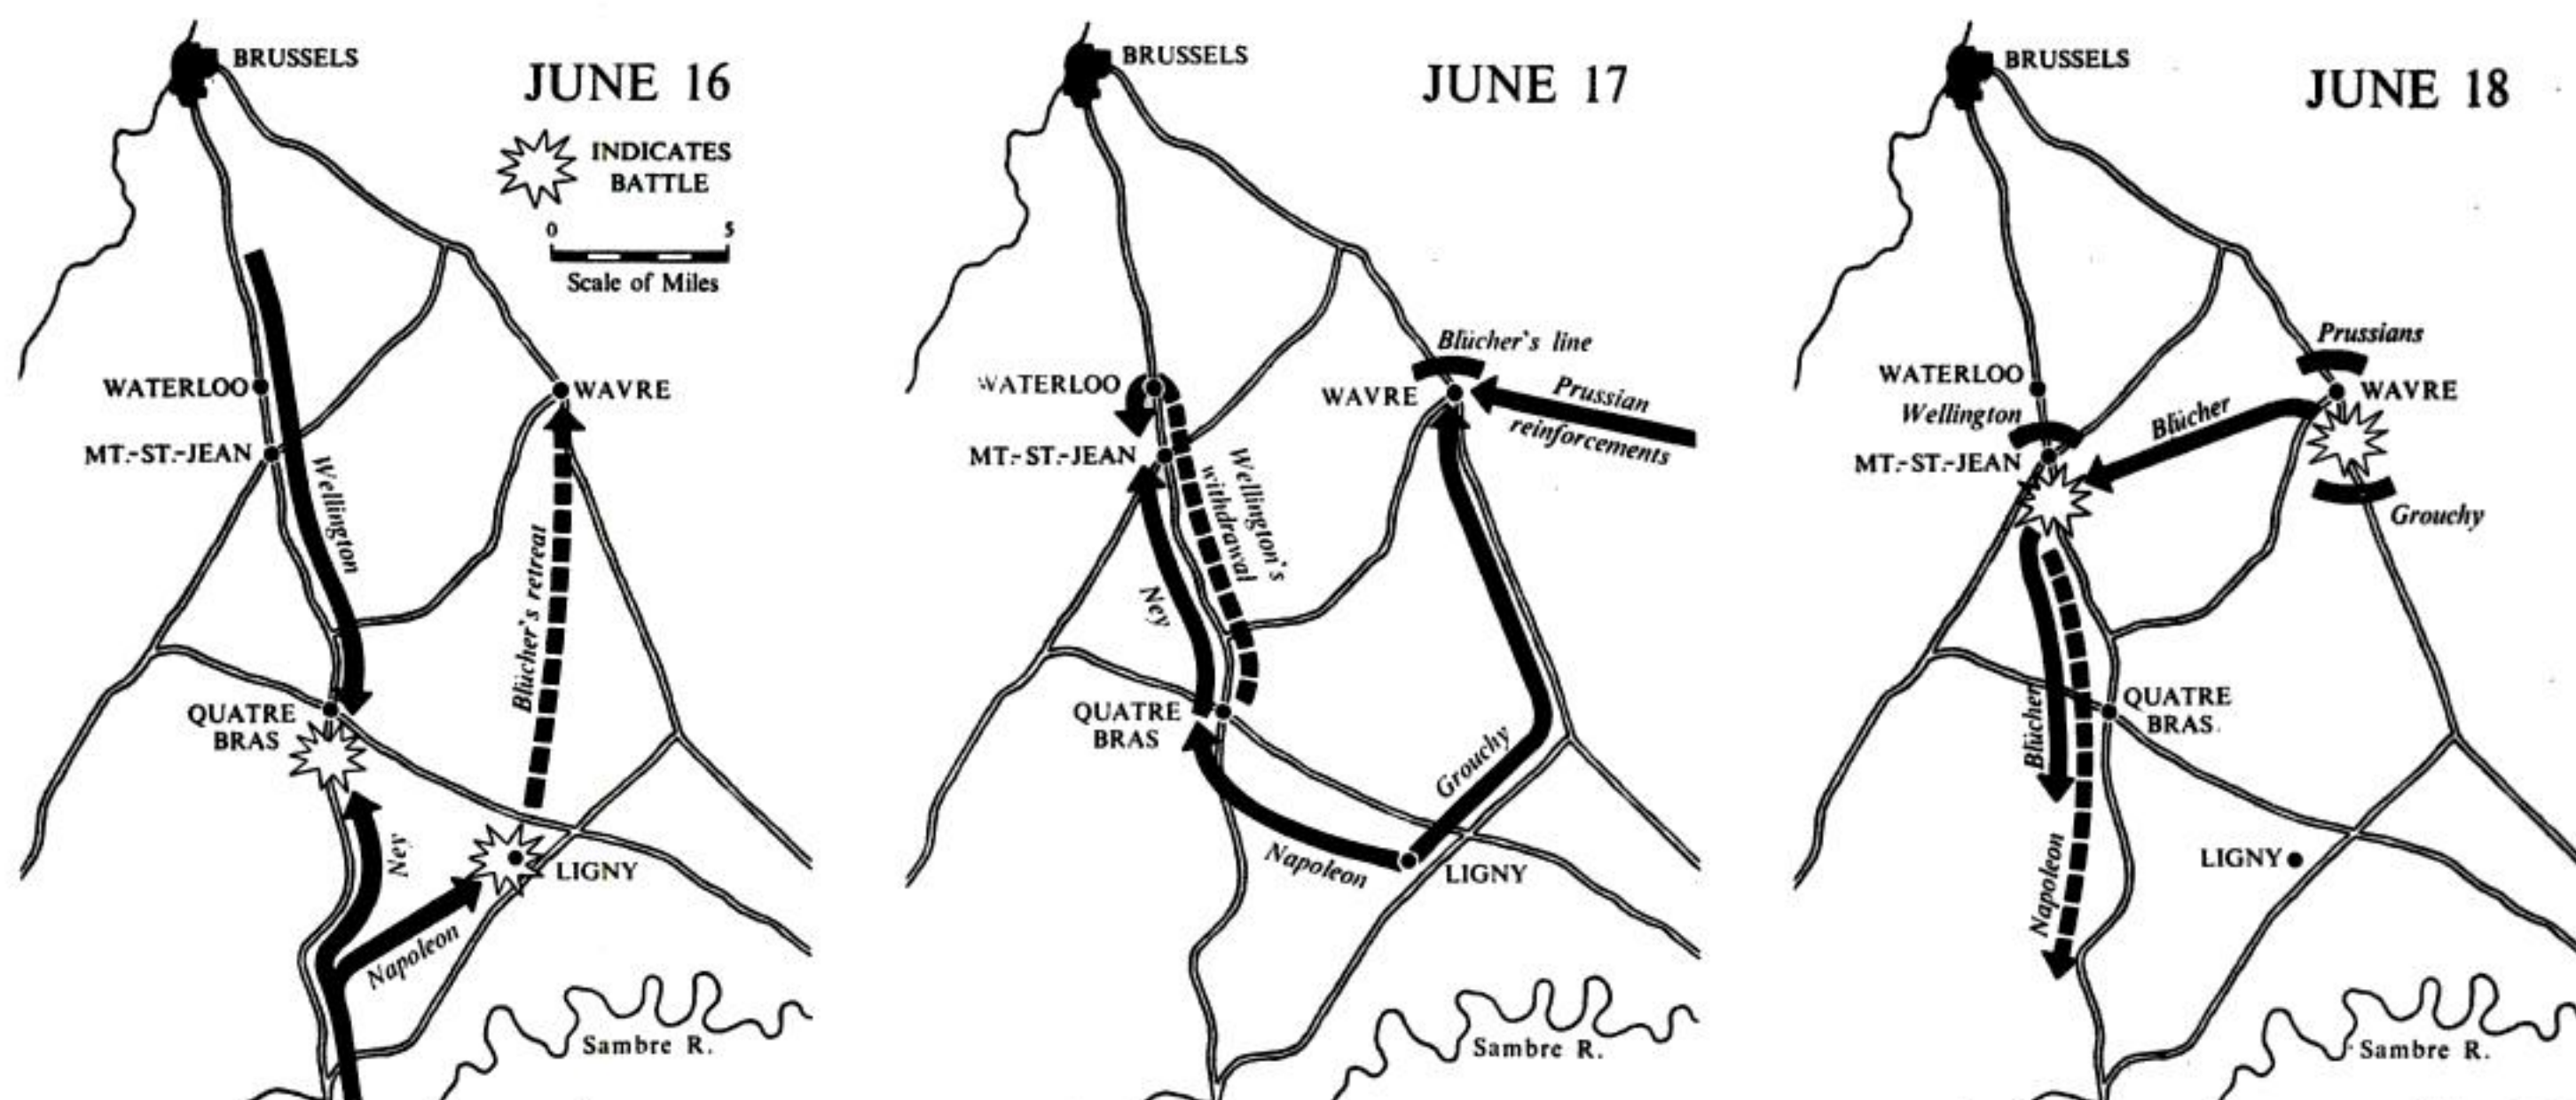 BRUSSELS
JUNE 16
INDICATES
BATTLE
0 5
Scale of Miles
WATERLOO
WAVRE
MT.-ST.-JEAN
Wellington
Blücher's retreat
QUATRE
BRAS
Ney
LIGNY
Napoleon
Sambre R.
BRUSSELS
JUNE 17
Blücher's line
WATERLOO
WAVRE
Prussian
reinforcements
MT.-ST.-JEAN
Wellington's
withdrawal
Ney
QUATRE
BRAS
Grouchy
Napoleon
LIGNY
Sambre R.
BRUSSELS
JUNE 18
Prussians
WATERLOO
WAVRE
Wellington
Blücher
MT.-ST.-JEAN
Grouchy
QUATRE
BRAS
Blücher
LIGNY
Napoleon
Sambre R.